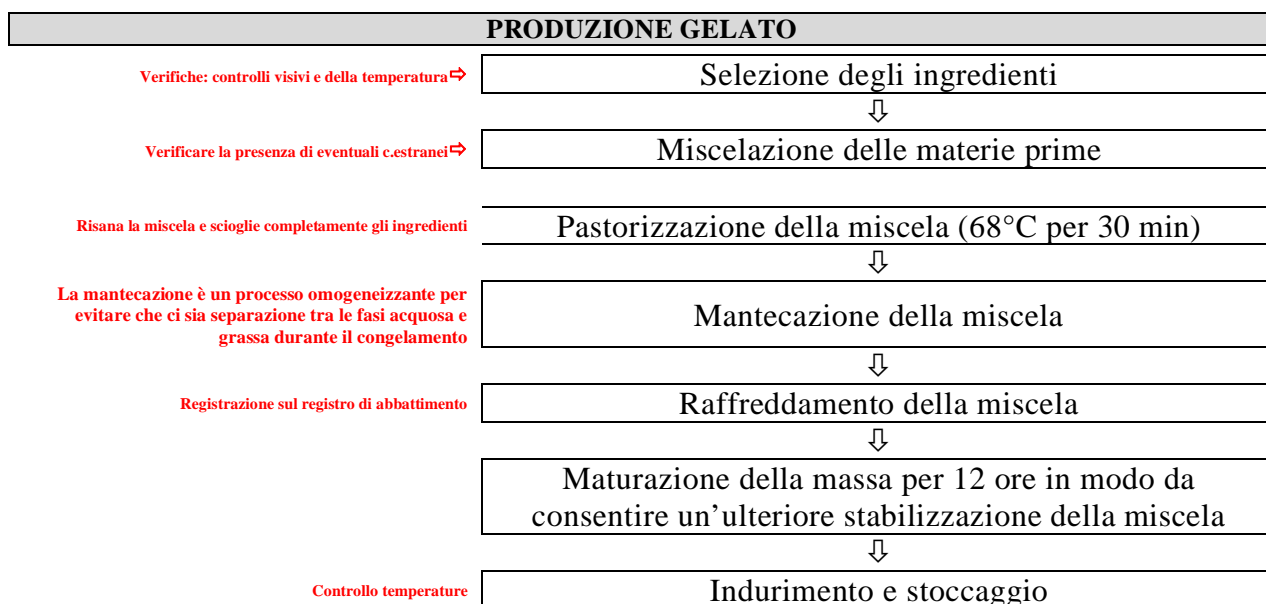 PRODUZIONE GELATO
Verifiche: controlli visivi e della temperatura⇨
Selezione degli ingredienti
⇩
Verificare la presenza di eventuali c.estranei⇨
Miscelazione delle materie prime
Risana la miscela e scioglie completamente gli ingredienti
Pastorizzazione della miscela (68°C per 30 min)
⇩
La mantecazione è un processo omogeneizzante per
evitare che ci sia separazione tra le fasi acquosa e
grassa durante il congelamento
Mantecazione della miscela
⇩
Registrazione sul registro di abbattimento
Raffreddamento della miscela
⇩
Maturazione della massa per 12 ore in modo da
consentire un’ulteriore stabilizzazione della miscela
⇩
Controllo temperature
Indurimento e stoccaggio